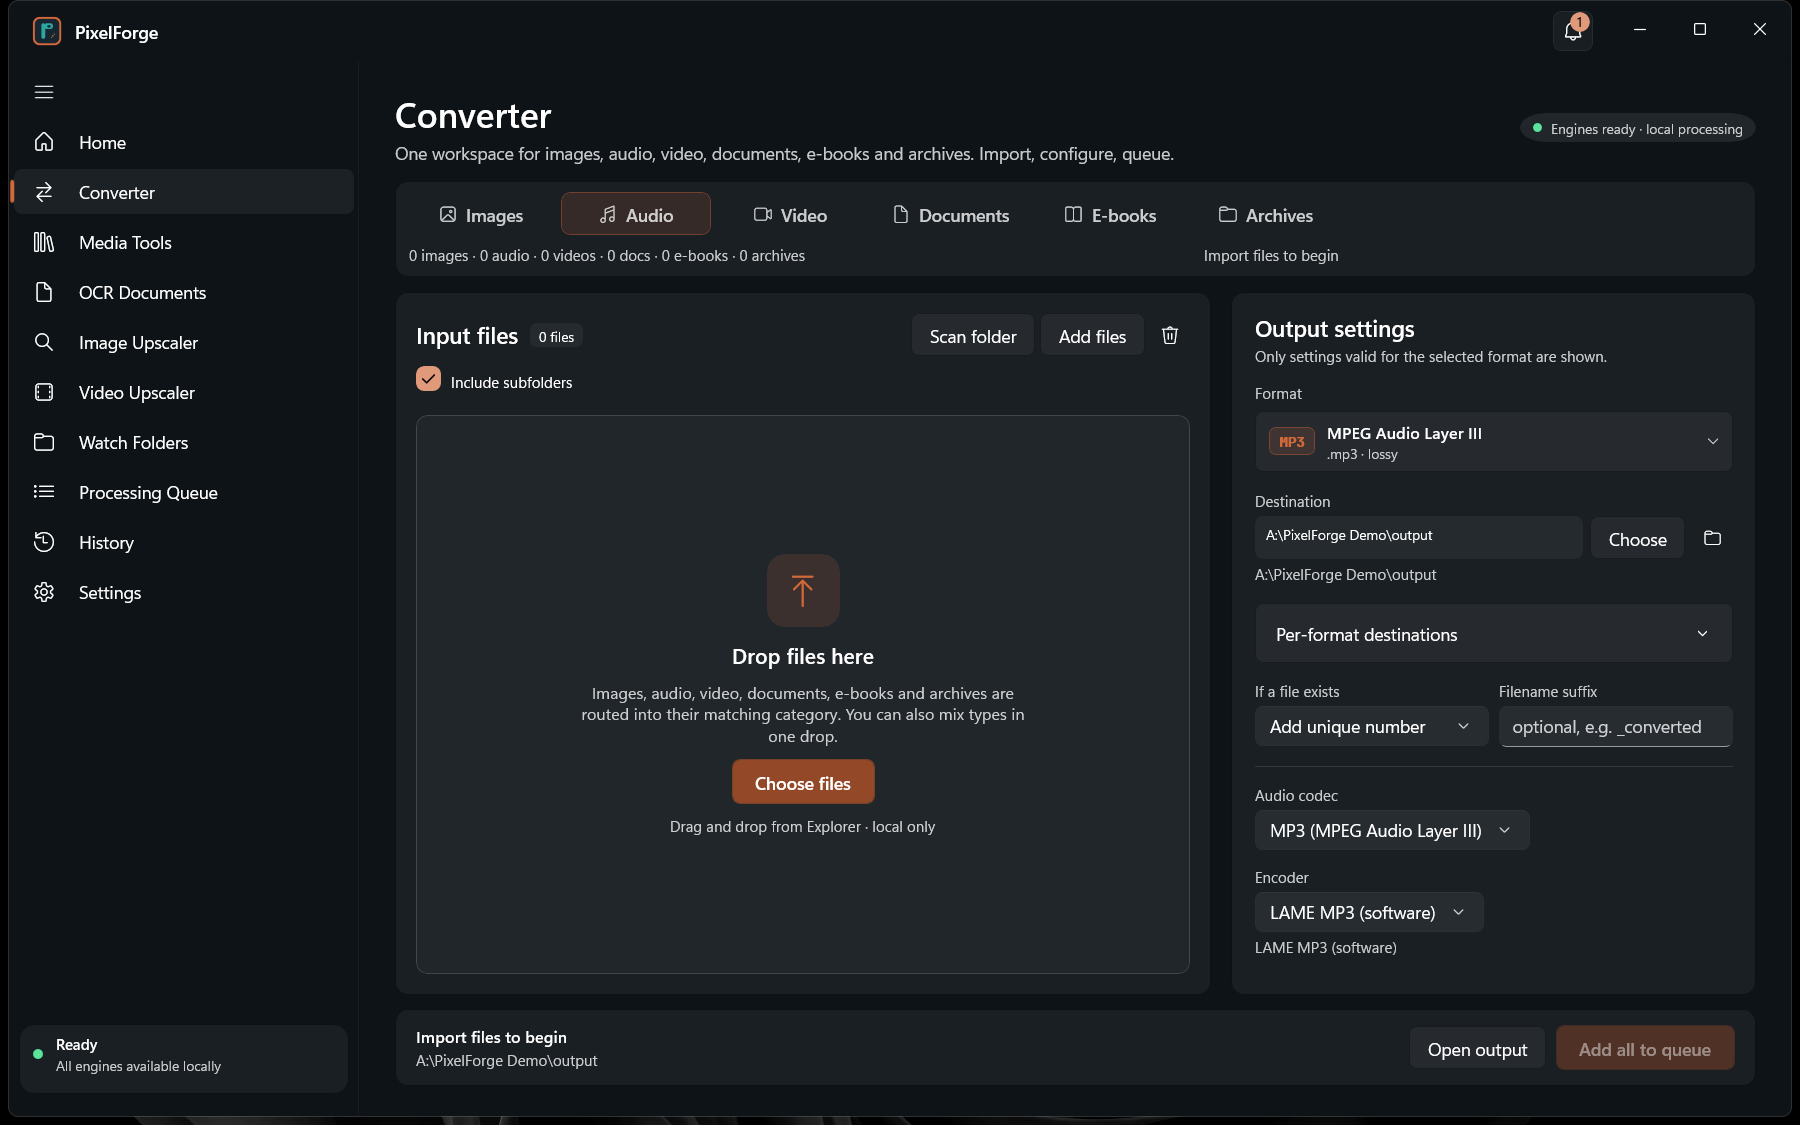 PixelForge
1
Home
Converter
Media Tools
OCR Documents
Image Upscaler
Video Upscaler
Watch Folders
Processing Queue
History
Settings
Ready
All engines available locally
Converter
One workspace for images, audio, video, documents, e-books and archives. Import, configure, queue.
Engines ready · local processing
Images
Audio
Video
Documents
E-books
Archives
0 images · 0 audio · 0 videos · 0 docs · 0 e-books · 0 archives
Import files to begin
Input files
0 files
Scan folder
Add files
Include subfolders
Drop files here
Images, audio, video, documents, e-books and archives are
routed into their matching category. You can also mix types in
one drop.
Choose files
Drag and drop from Explorer · local only
Output settings
Only settings valid for the selected format are shown.
Format
MP3
MPEG Audio Layer III
.mp3 · lossy
Destination
A:\PixelForge Demo\output
Choose
A:\PixelForge Demo\output
Per-format destinations
If a file exists
Filename suffix
Add unique number
optional, e.g. _converted
Audio codec
MP3 (MPEG Audio Layer III)
Encoder
LAME MP3 (software)
LAME MP3 (software)
Import files to begin
A:\PixelForge Demo\output
Open output
Add all to queue